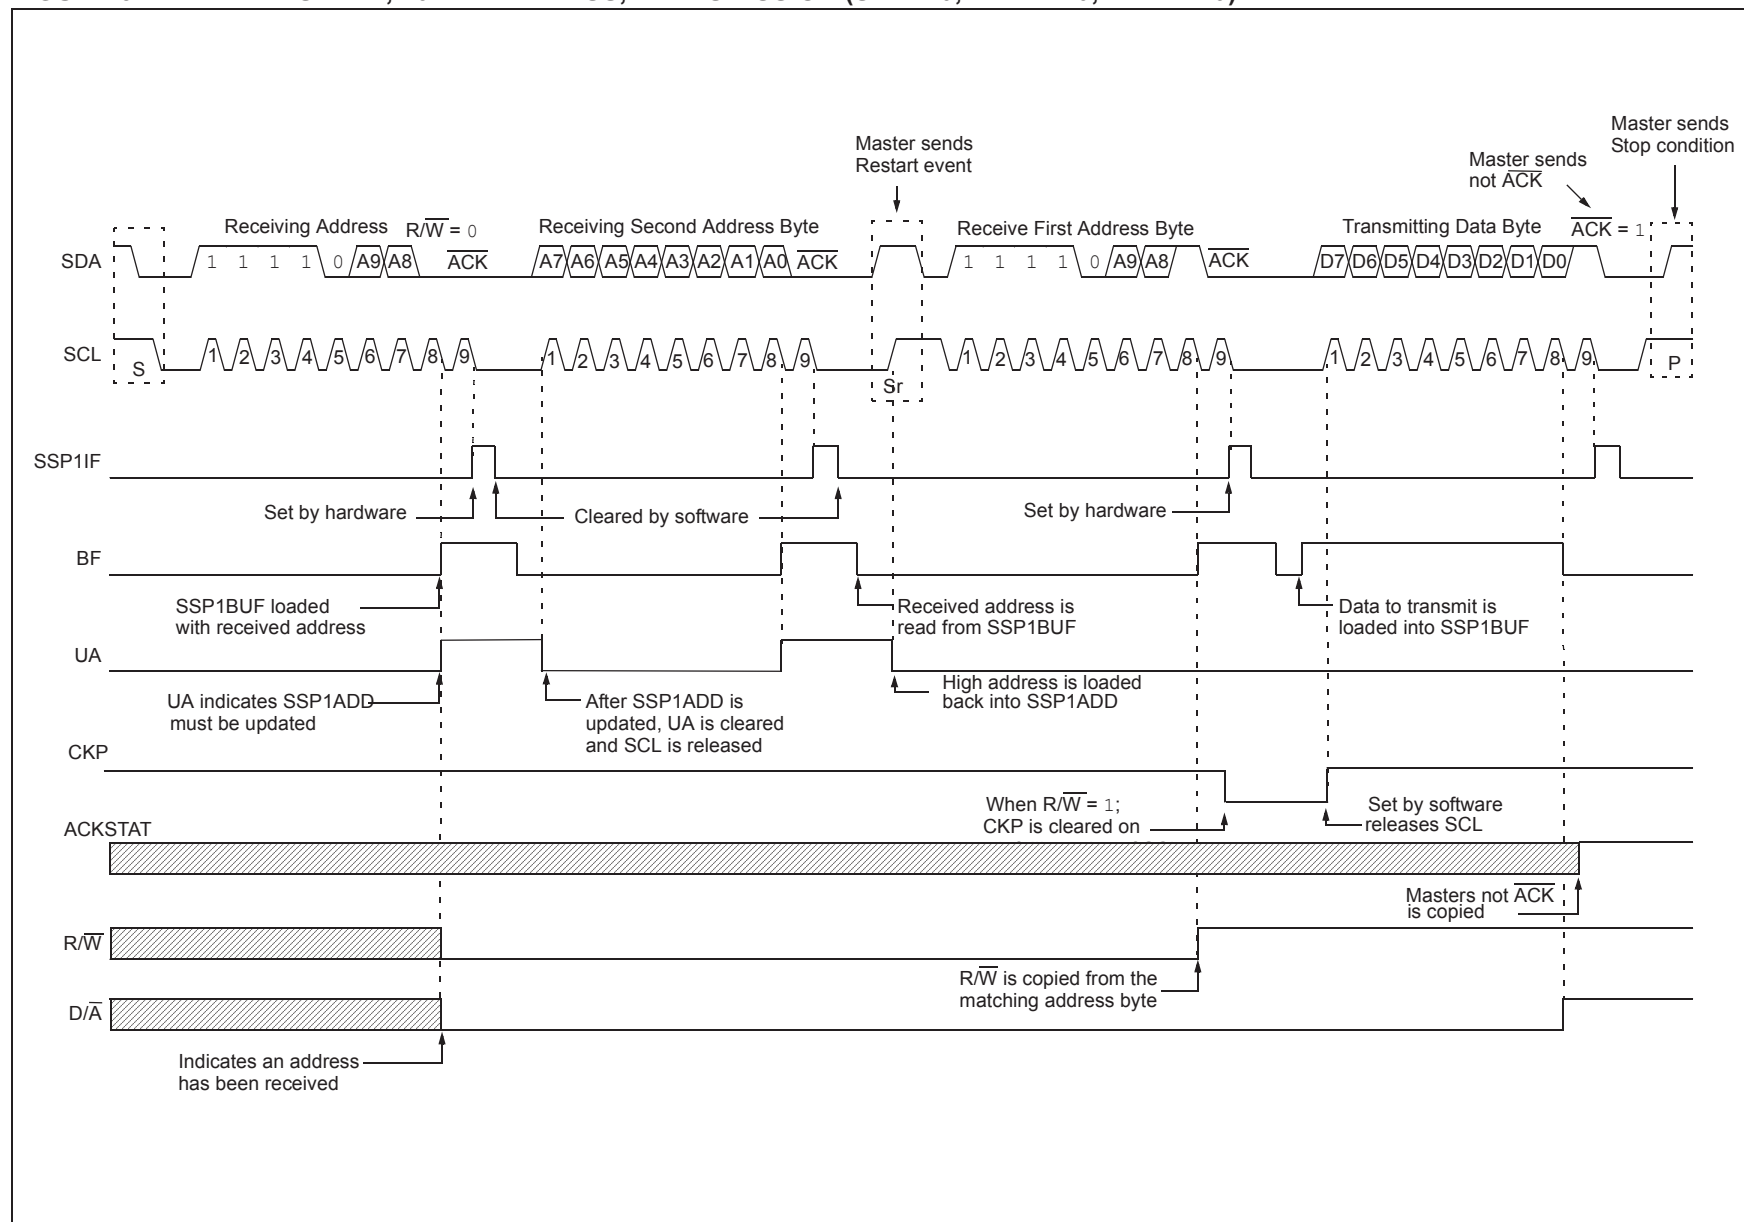 Master sends
Stop condition
Master sends
Restart event
Master sends
not ACK
Receiving Address R/W = 0
Receiving Second Address Byte
Receive First Address Byte
Transmitting Data Byte
ACK = 1
SDA 1 1 1 1 0 A9 A8 ACK A7 A6 A5 A4 A3 A2 A1 A0 ACK 1 1 1 1 0 A9 A8 ACK D7 D6 D5 D4 D3 D2 D1 D0
SCL S 1 2 3 4 5 6 7 8 9 1 2 3 4 5 6 7 8 9 Sr 1 2 3 4 5 6 7 8 9 1 2 3 4 5 6 7 8 9 P
SSP1IF
Set by hardware
Cleared by software
Set by hardware
BF
SSP1BUF loaded
with received address
Received address is
read from SSP1BUF
Data to transmit is
loaded into SSP1BUF
UA
UA indicates SSP1ADD
must be updated
After SSP1ADD is
updated, UA is cleared
and SCL is released
High address is loaded
back into SSP1ADD
CKP
When R/W = 1;
CKP is cleared on
Set by software
releases SCL
ACKSTAT
Masters not ACK
is copied
R/W
R/W is copied from the
matching address byte
D/A
Indicates an address
has been received